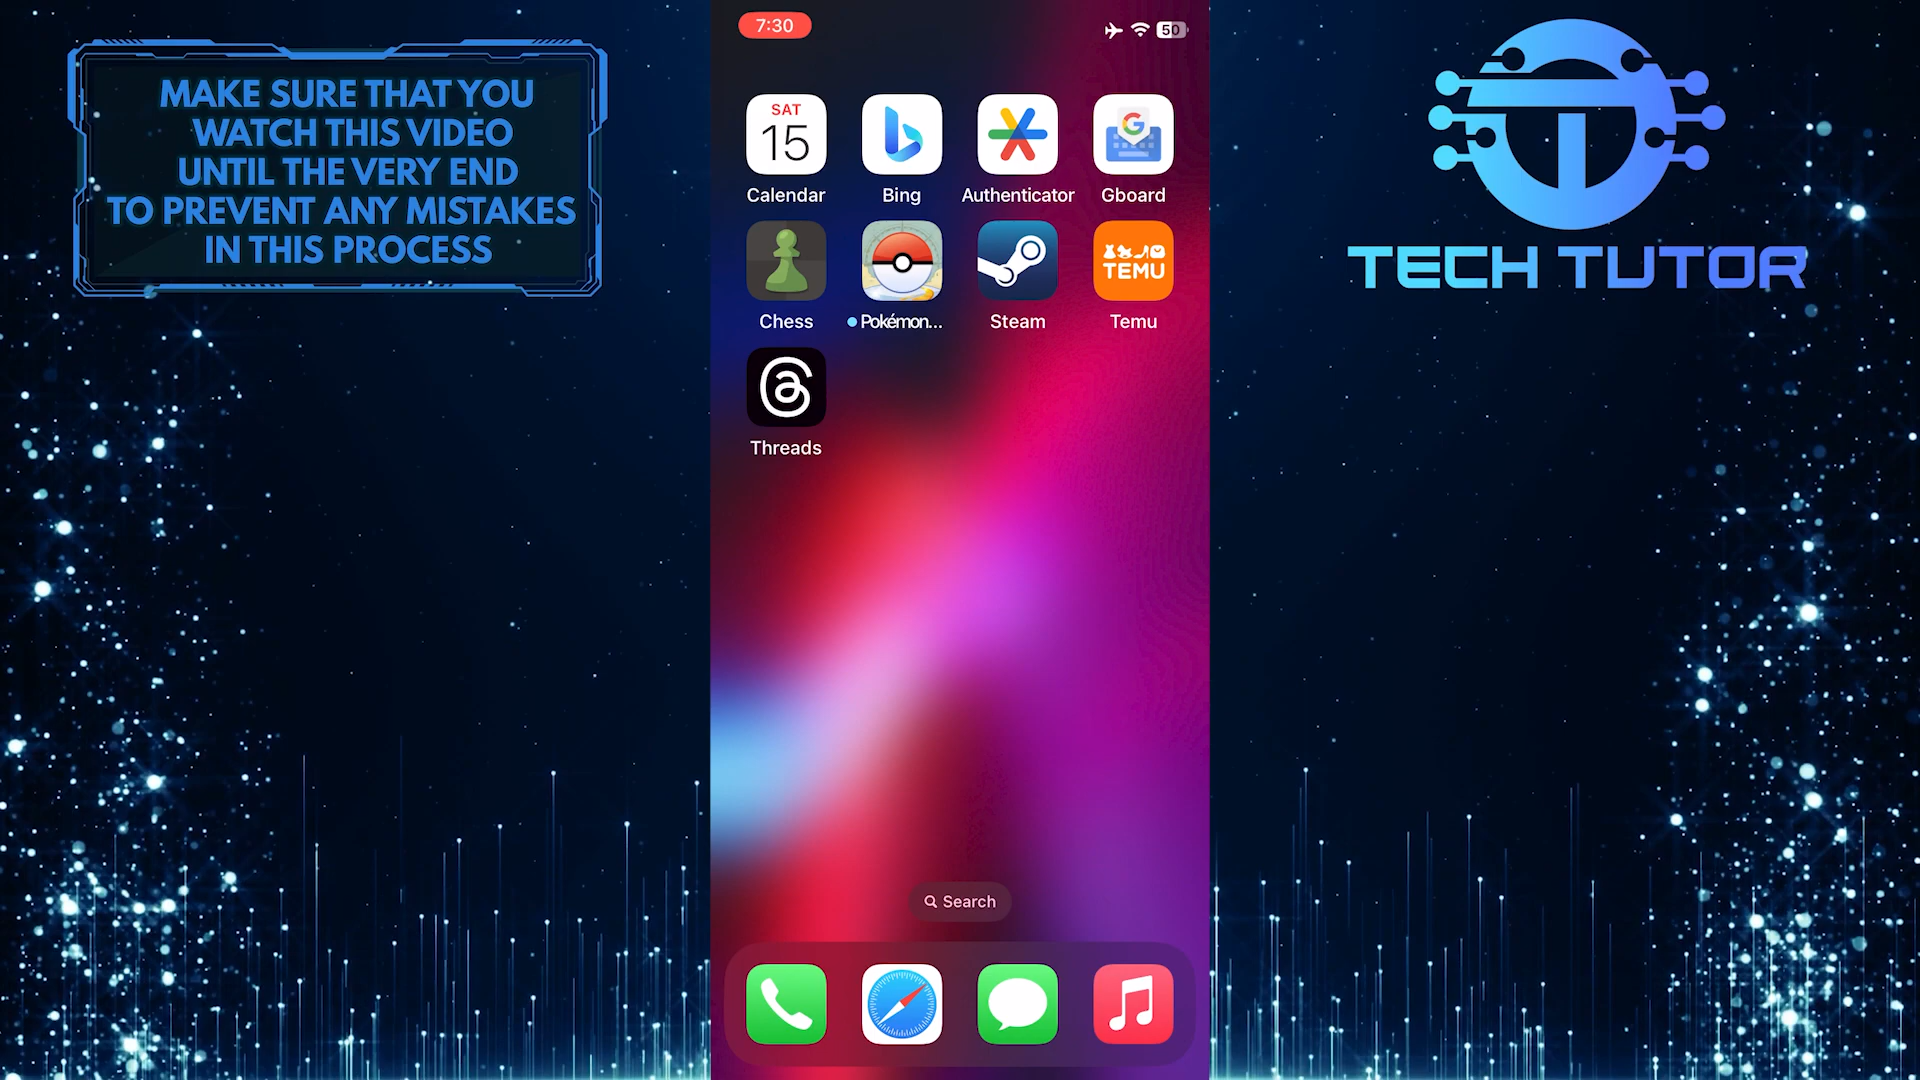 MAKE SURE THAT YOU
WATCH THIS VIDEO
UNTIL THE VERY END
TO PREVENT ANY MISTAKES
IN THIS PROCESS
7:30
50
SAT
15
Calendar
Bing
Authenticator
G
Gboard
Chess
Pokémon...
Steam
TEMU
Temu
Threads
Search
TECH TUTOR